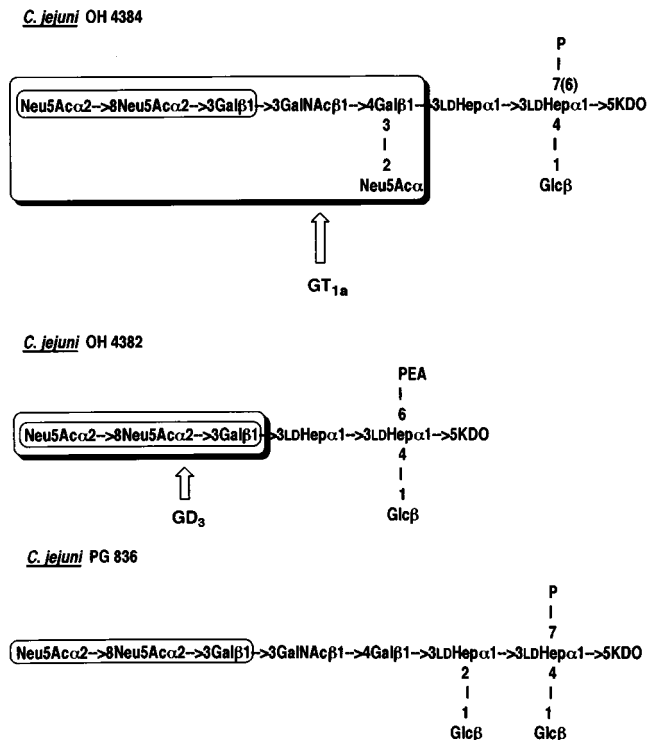 C. jejuni OH 4384
P
I
7(6)
Neu5Acα2->8Neu5Acα2->3Galβ1->3GalNAcβ1->4Galβ1->3LDHepα1->3LDHepα1->5KDO
3 4
I I
2 1
Neu5Acα Glcβ
GT1a
C. jejuni OH 4382
PEA
I
6
Neu5Acα2->8Neu5Acα2->3Galβ1->3LDHepα1->3LDHepα1->5KDO
4
I
1
Glcβ
GD3
C. jejuni PG 836
P
I
7
Neu5Acα2->8Neu5Acα2->3Galβ1->3GalNAcβ1->4Galβ1->3LDHepα1->3LDHepα1->5KDO
2 4
I I
1 1
Glcβ Glcβ